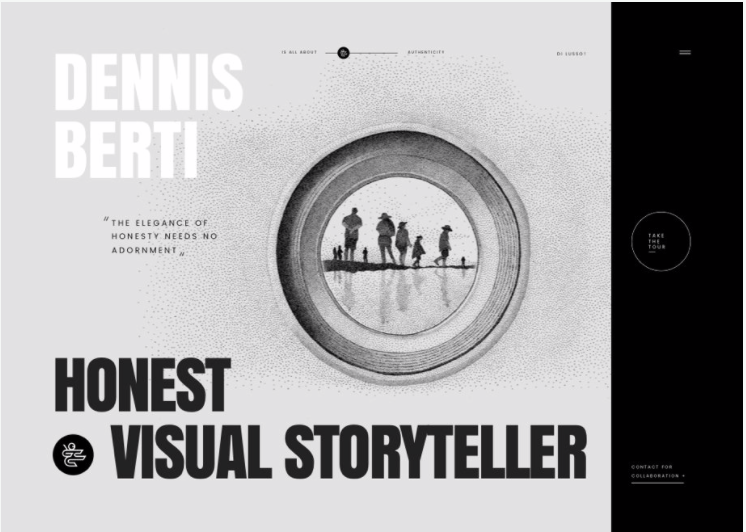 IS ALL ABOUT AUTHENTICITY
DENNIS
BERTI
"THE ELEGANCE OF
HONESTY NEEDS NO
ADORNMENT"
HONEST
VISUAL STORYTELLER
TAKE
THE
TOUR
CONTACT FOR
COLLABORATION +